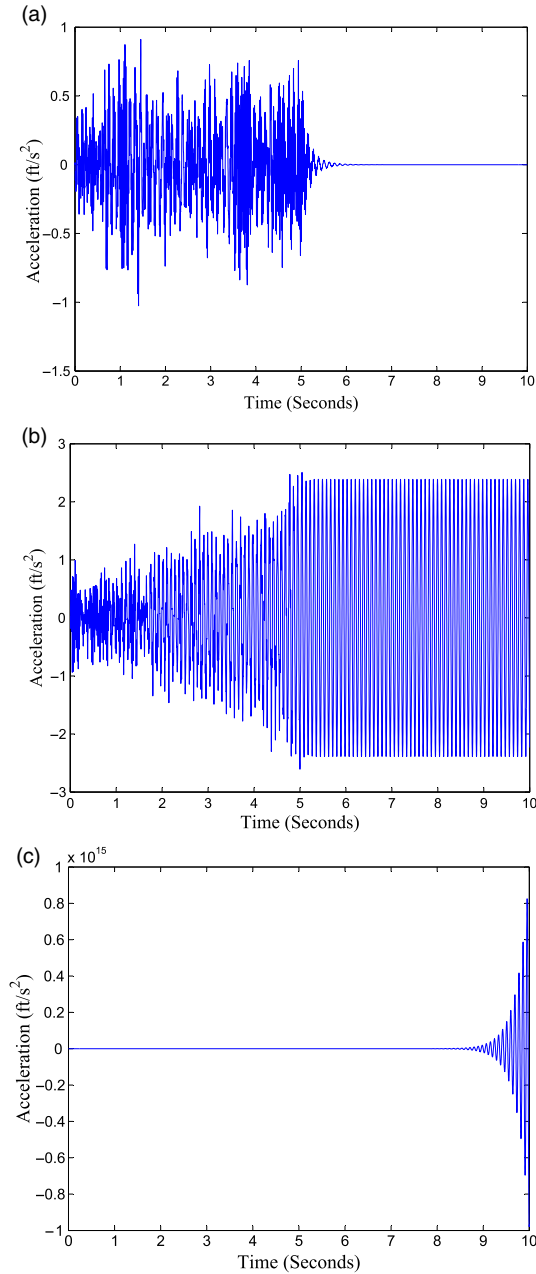 (a)
1
0.5
0
−0.5
−1
−1.5
Acceleration (ft/s²)
0 1 2 3 4 5 6 7 8 9 10
Time (Seconds)
(b)
3
2
1
0
−1
−2
−3
Acceleration (ft/s²)
0 1 2 3 4 5 6 7 8 9 10
Time (Seconds)
(c)
x 10¹⁵
1
0.8
0.6
0.4
0.2
0
−0.2
−0.4
−0.6
−0.8
−1
Acceleration (ft/s²)
0 1 2 3 4 5 6 7 8 9 10
Time (Seconds)